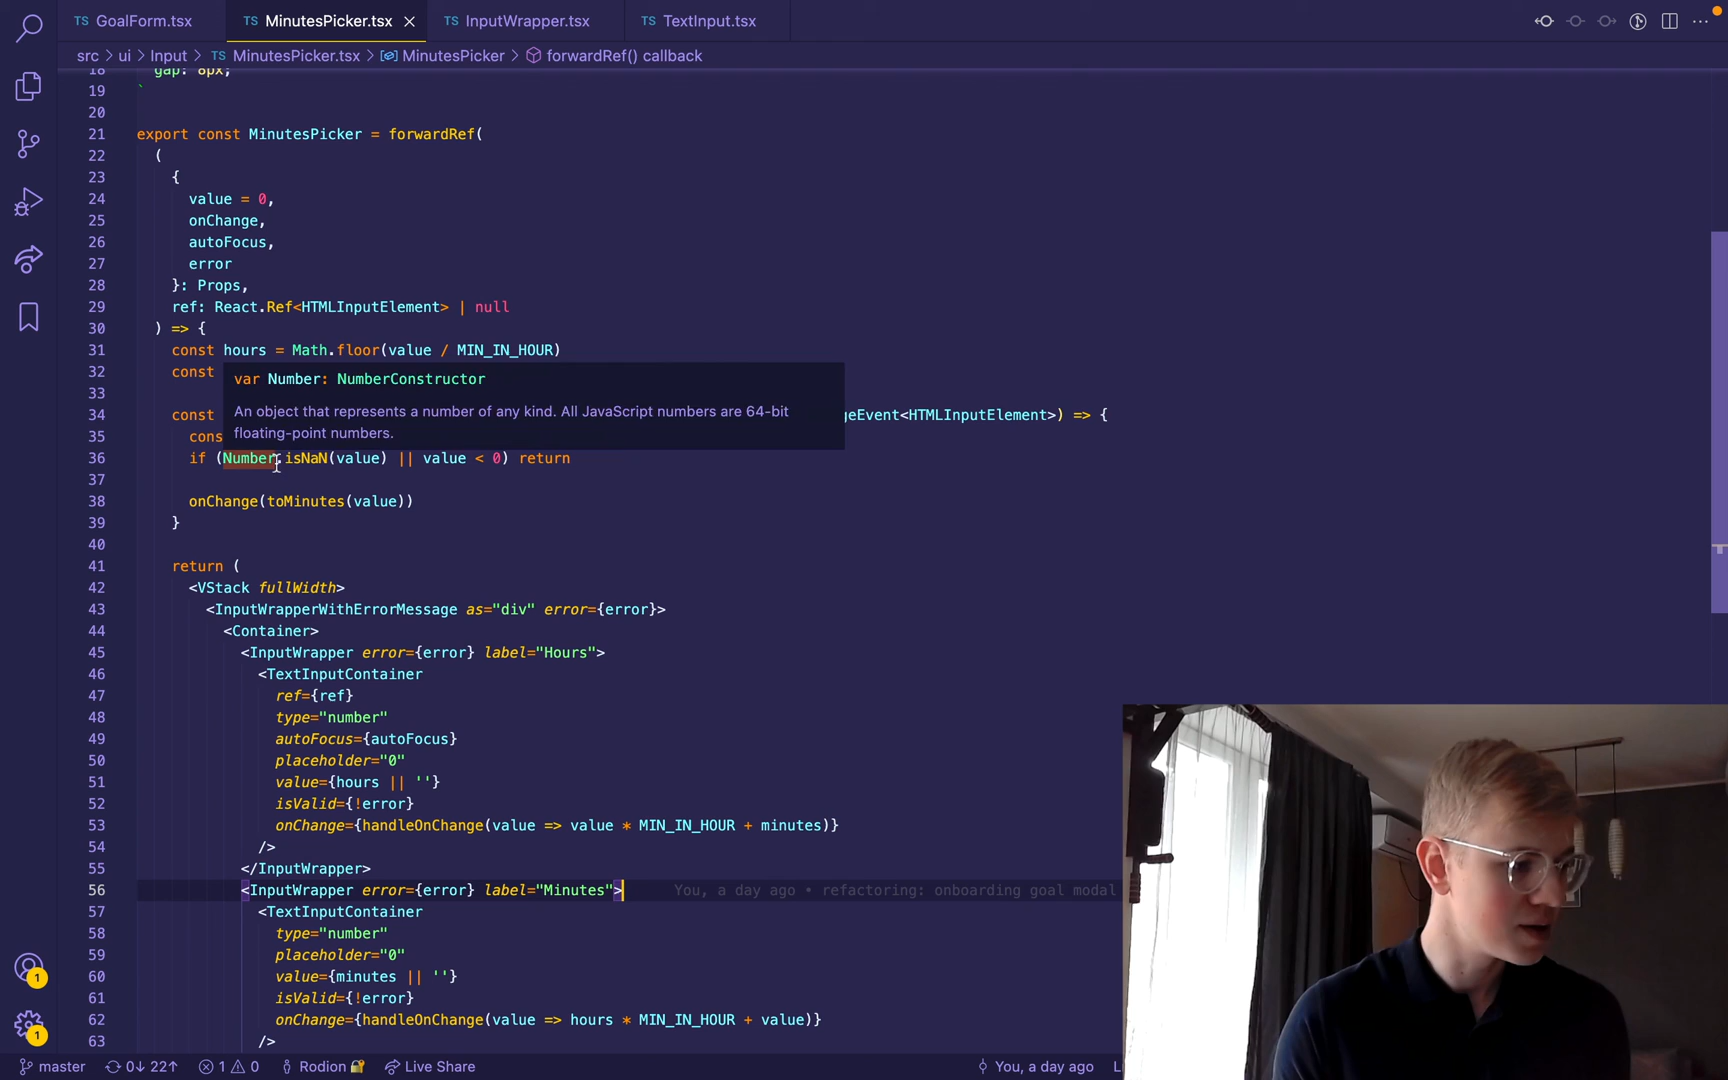 TS GoalForm.tsx TS MinutesPicker.tsx × TS InputWrapper.tsx TS TextInput.tsx
src > ui > Input > TS MinutesPicker.tsx > MinutesPicker > forwardRef() callback
18 gap: 8px;
19 `
20
21 export const MinutesPicker = forwardRef(
22 (
23 {
24 value = 0,
25 onChange,
26 autoFocus,
27 error
28 }: Props,
29 ref: React.Ref<HTMLInputElement> | null
30 ) => {
31 const hours = Math.floor(value / MIN_IN_HOUR)
32 const
var Number: NumberConstructor
33
An object that represents a number of any kind. All JavaScript numbers are 64-bit
34 const geEvent<HTMLInputElement>) => {
floating-point numbers.
35 cons
36 if (Number.isNaN(value) || value < 0) return
37
38 onChange(toMinutes(value))
39 }
40
41 return (
42 <VStack fullWidth>
43 <InputWrapperWithErrorMessage as="div" error={error}>
44 <Container>
45 <InputWrapper error={error} label="Hours">
46 <TextInputContainer
47 ref={ref}
48 type="number"
49 autoFocus={autoFocus}
50 placeholder="0"
51 value={hours || ''}
52 isValid={!error}
53 onChange={handleOnChange(value => value * MIN_IN_HOUR + minutes)}
54 />
55 </InputWrapper>
56 <InputWrapper error={error} label="Minutes"> You, a day ago • refactoring: onboarding goal modal
57 <TextInputContainer
58 type="number"
59 placeholder="0"
60 value={minutes || ''}
61 isValid={!error}
62 onChange={handleOnChange(value => hours * MIN_IN_HOUR + value)}
63 />
1
1
master 0↓ 22↑ 1 0 Rodion Live Share You, a day ago L